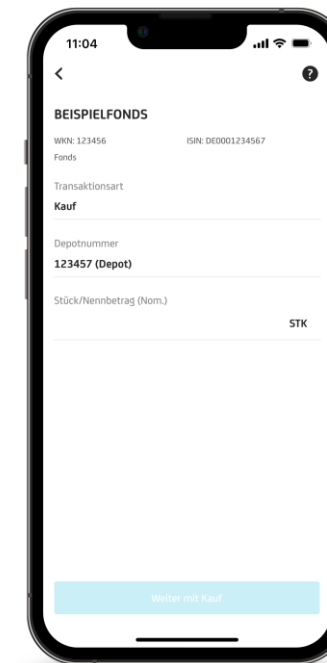 11:04
BEISPIELFONDS
WKN: 123456 ISIN: DE0001234567
Fonds
Transaktionsart
Kauf
Depotnummer
123457 (Depot)
Stück/Nennbetrag (Nom.)
STK
Weiter mit Kauf